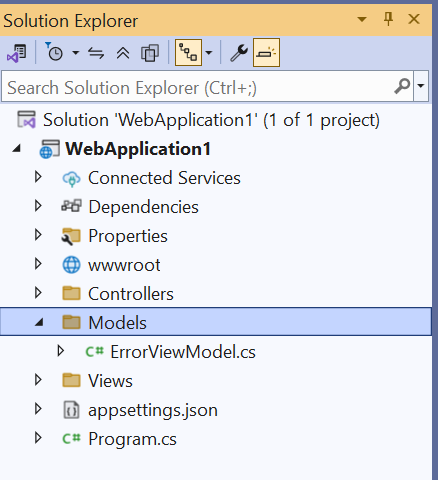 Solution Explorer
Search Solution Explorer (Ctrl+;)
Solution 'WebApplication1' (1 of 1 project)
WebApplication1
Connected Services
Dependencies
Properties
wwwroot
Controllers
Models
C# ErrorViewModel.cs
Views
appsettings.json
C# Program.cs